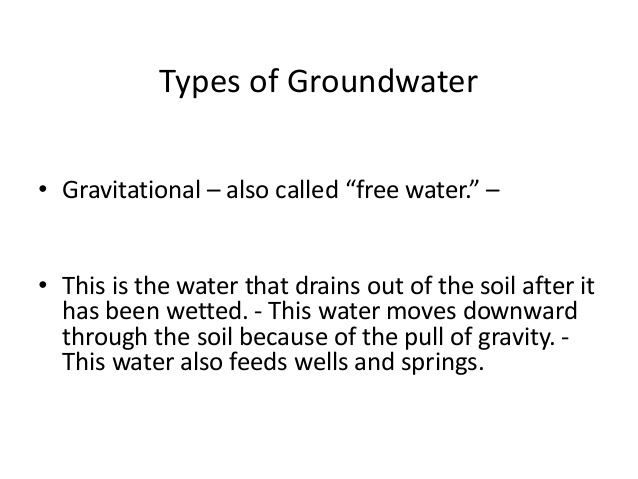 Types of Groundwater
• Gravitational – also called “free water.” –
• This is the water that drains out of the soil after it
has been wetted. - This water moves downward
through the soil because of the pull of gravity. -
This water also feeds wells and springs.